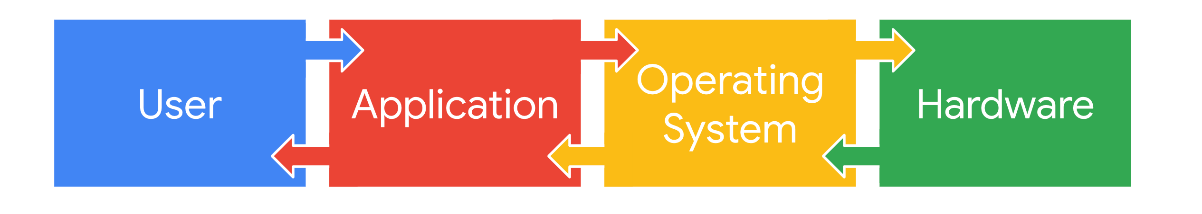 User
Application
Operating
System
Hardware